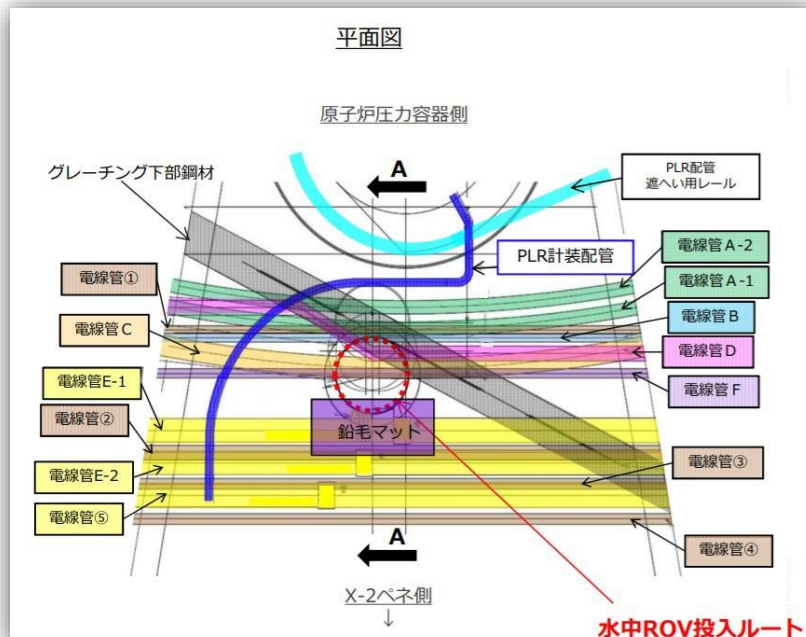 平面図
原子炉圧力容器側
A
グレーチング下部鋼材
PLR配管
遮へい用レール
PLR計装配管
電線管A-2
電線管A-1
電線管①
電線管B
電線管C
電線管D
電線管F
電線管E-1
鉛毛マット
電線管②
電線管③
電線管E-2
電線管⑤
電線管④
A
X-2ペネ側
↓
水中ROV投入ルート